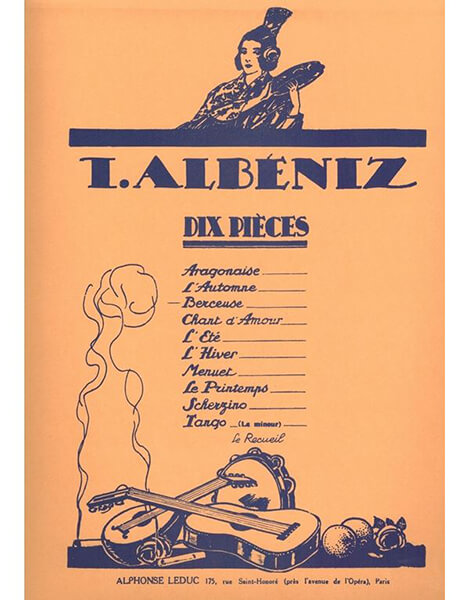 I. ALBÉNIZ
DIX PIÈCES
Aragonaise
L'Automne
Berceuse
Chant d'Amour
L'Eté
L'Hiver
Menuet
Le Printemps
Scherzino
Tango (La mineur)
Le Recueil
ALPHONSE LEDUC 175, rue Saint-Honoré (près l'avenue de l'Opéra), Paris